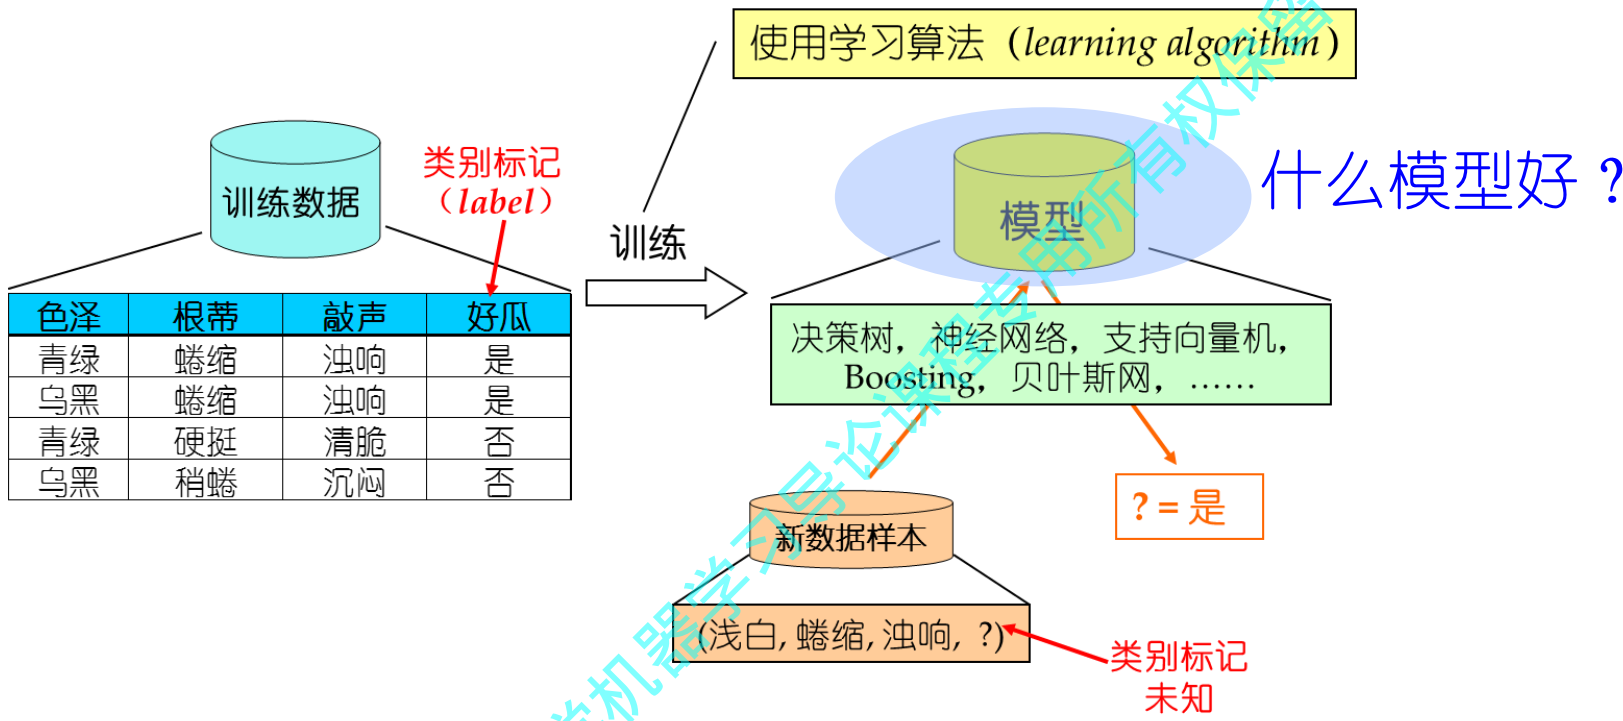 使用学习算法（learning algorithm）
训练数据
类别标记
（label）
训练
模型
什么模型好？
色泽 根蒂 敲声 好瓜
青绿 蜷缩 浊响 是
乌黑 蜷缩 浊响 是
青绿 硬挺 清脆 否
乌黑 稍蜷 沉闷 否
决策树，神经网络，支持向量机，
Boosting，贝叶斯网，……
? = 是
新数据样本
(浅白, 蜷缩, 浊响, ?)
类别标记
未知
学机器学习导论课程专用所有权保留